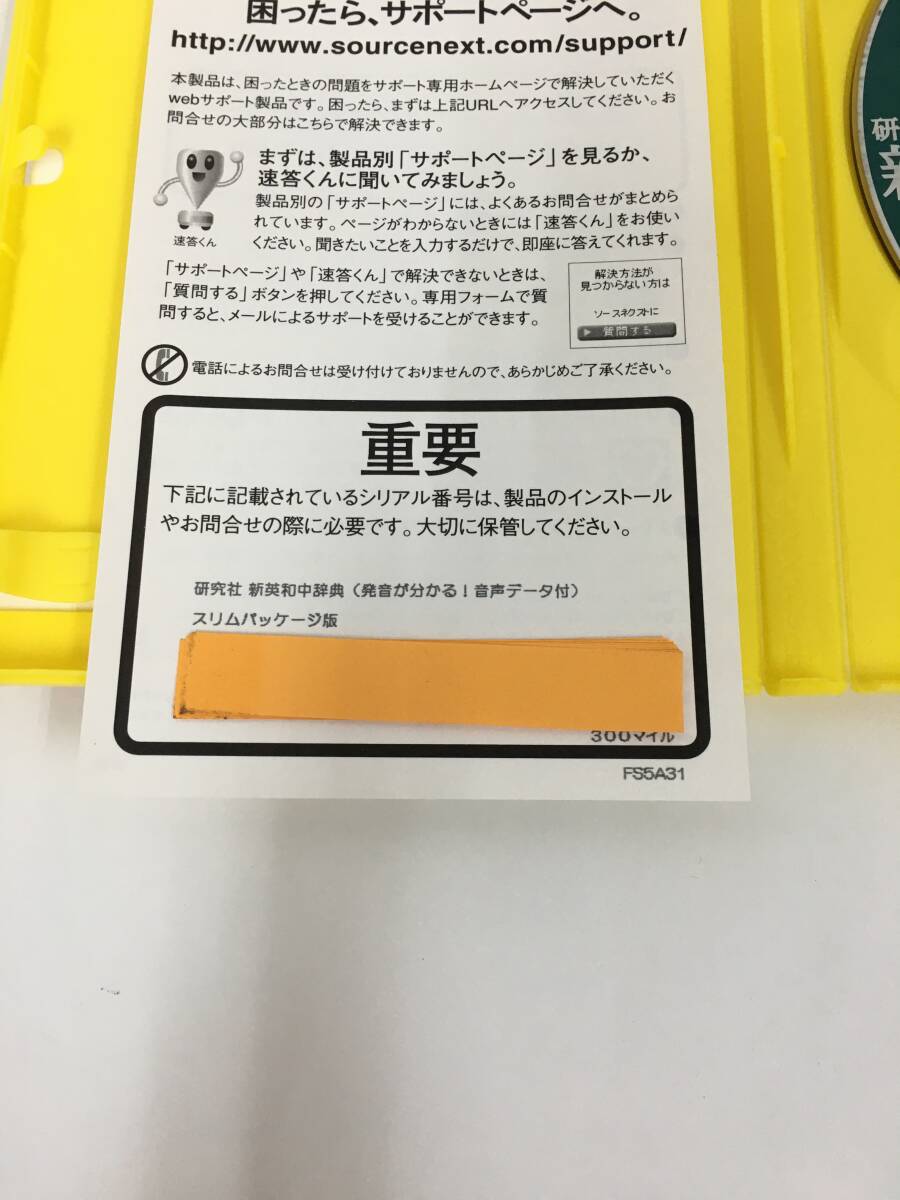 困ったら、サポートページへ。
http://www.sourcenext.com/support/
本製品は、困ったときの問題をサポート専用ホームページで解決していただく
webサポート製品です。困ったら、まずは上記URLへアクセスしてください。お
問合せの大部分はこちらで解決できます。
まずは、製品別「サポートページ」を見るか、
速答くんに聞いてみましょう。
製品別の「サポートページ」には、よくあるお問合せがまとめら
れています。ページがわからないときには「速答くん」をお使い
ください。聞きたいことを入力するだけで、即座に答えてくれます。
速答くん
「サポートページ」や「速答くん」で解決できないときは、
「質問する」ボタンを押してください。専用フォームで質
問すると、メールによるサポートを受けることができます。
解決方法が
見つからない方は
ソースネクストに
質問する
電話によるお問合せは受け付けておりませんので、あらかじめご了承ください。
重要
下記に記載されているシリアル番号は、製品のインストール
やお問合せの際に必要です。大切に保管してください。
研究社 新英和中辞典（発音が分かる！音声データ付）
スリムパッケージ版
300マイル
FS5A31
研